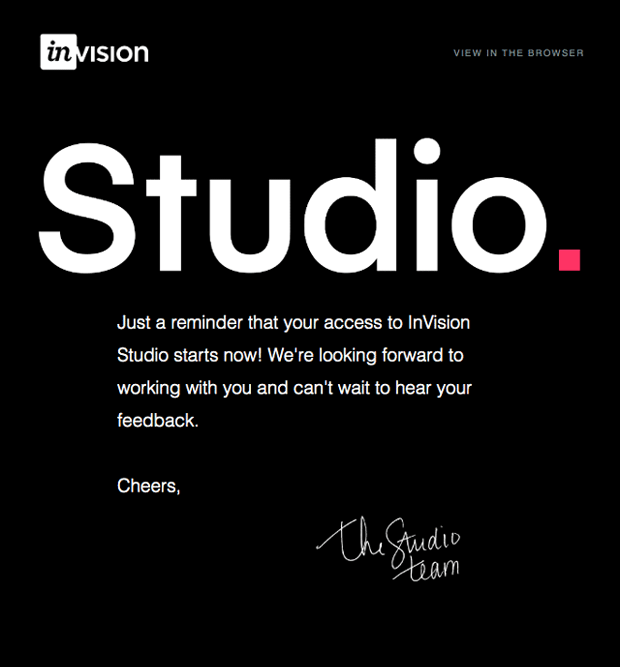 invision
VIEW IN THE BROWSER
Studio.
Just a reminder that your access to InVision
Studio starts now! We're looking forward to
working with you and can't wait to hear your
feedback.
Cheers,
the Studio
team